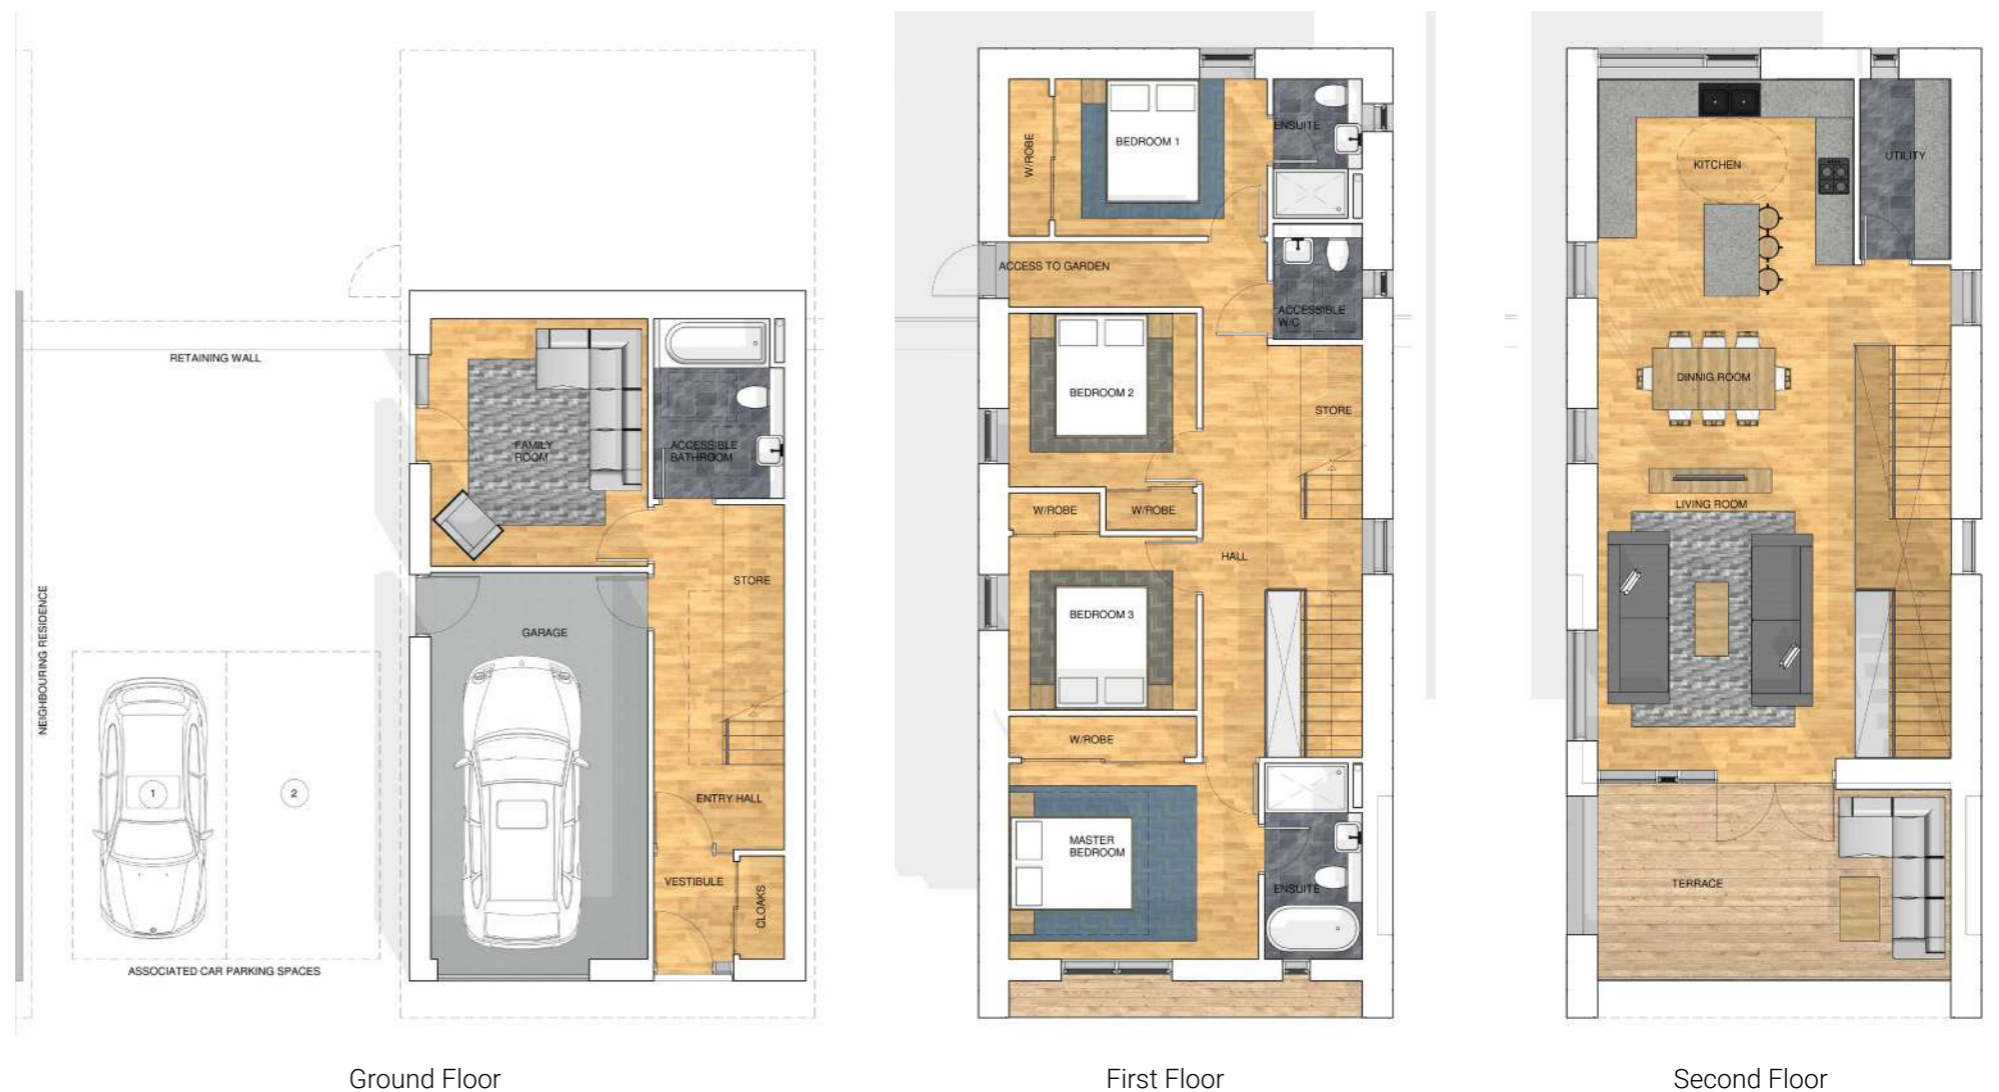 RETAINING WALL
FAMILY
ROOM
ACCESSIBLE
BATHROOM
NEIGHBOURING RESIDENCE
STORE
GARAGE
1
2
ENTRY HALL
VESTIBULE
CLOAKS
ASSOCIATED CAR PARKING SPACES
Ground Floor
W/ROBE
BEDROOM 1
ENSUITE
ACCESS TO GARDEN
ACCESSIBLE
W/C
BEDROOM 2
STORE
W/ROBE
W/ROBE
HALL
BEDROOM 3
W/ROBE
MASTER
BEDROOM
ENSUITE
First Floor
KITCHEN
UTILITY
DINNIG ROOM
LIVING ROOM
TERRACE
Second Floor